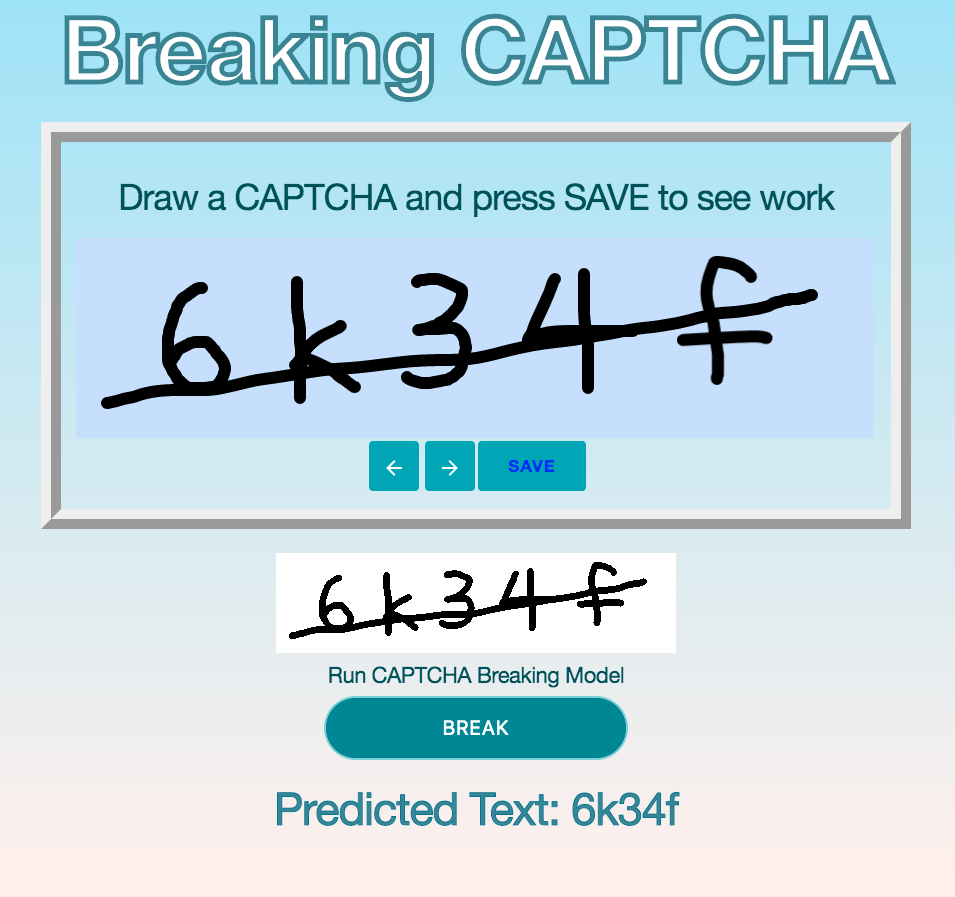 Breaking CAPTCHA
Draw a CAPTCHA and press SAVE to see work
6k34f
SAVE
6k34f
Run CAPTCHA Breaking Model
BREAK
Predicted Text: 6k34f